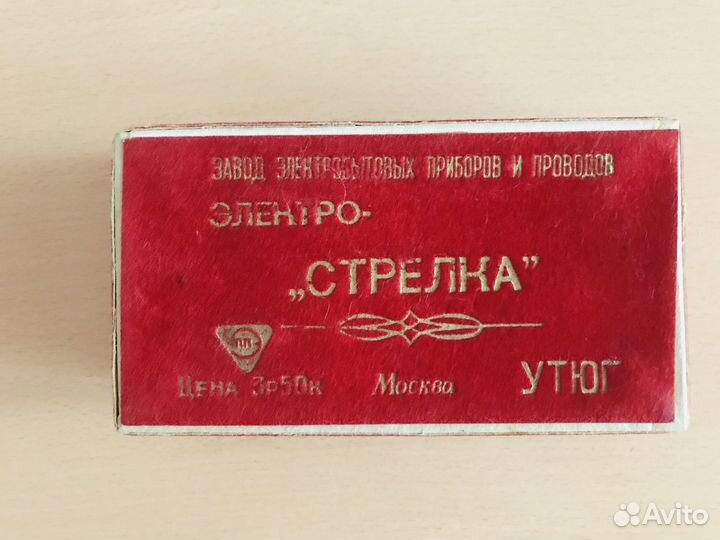 ЗАВОД ЭЛЕКТРОБЫТОВЫХ ПРИБОРОВ И ПРОВОДОВ
ЭЛЕКТРО-
„СТРЕЛКА”
ЦЕНА 3р50к Москва УТЮГ
Avito